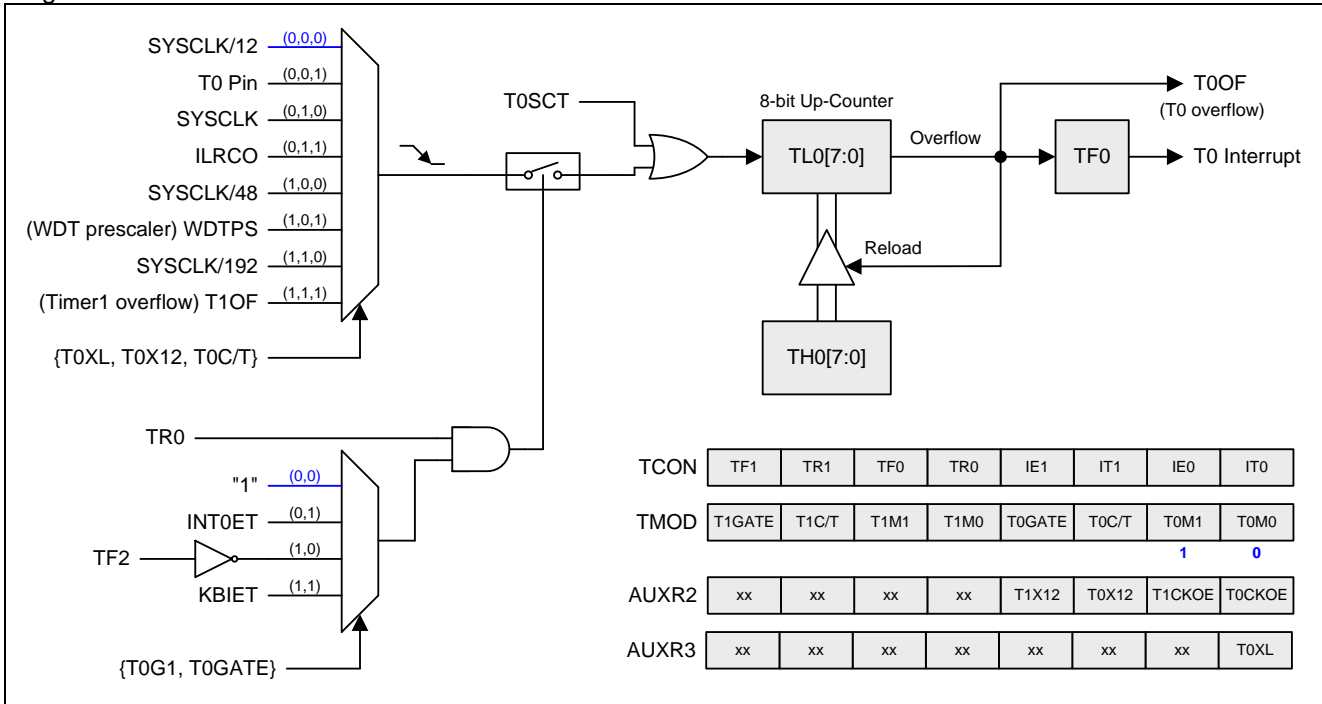 SYSCLK/12 (0,0,0)
T0 Pin (0,0,1)
SYSCLK (0,1,0)
ILRCO (0,1,1)
SYSCLK/48 (1,0,0)
(WDT prescaler) WDTPS (1,0,1)
SYSCLK/192 (1,1,0)
(Timer1 overflow) T1OF (1,1,1)
{T0XL, T0X12, T0C/T}
T0SCT
8-bit Up-Counter
TL0[7:0]
Overflow
T0OF
(T0 overflow)
TF0
T0 Interrupt
Reload
TH0[7:0]
TR0
"1" (0,0)
INT0ET (0,1)
TF2 (1,0)
KBIET (1,1)
{T0G1, T0GATE}
TCON TF1 TR1 TF0 TR0 IE1 IT1 IE0 IT0
TMOD T1GATE T1C/T T1M1 T1M0 T0GATE T0C/T T0M1 T0M0
1 0
AUXR2 xx xx xx xx T1X12 T0X12 T1CKOE T0CKOE
AUXR3 xx xx xx xx xx xx xx T0XL